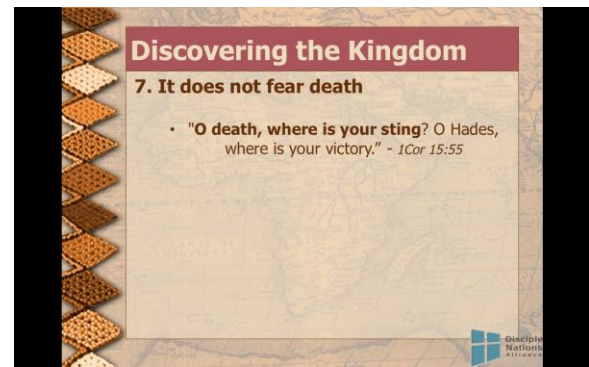 Discovering the Kingdom
7. It does not fear death
• "O death, where is your sting? O Hades,
where is your victory.” - 1Cor 15:55
Disciple
Nations
Alliance